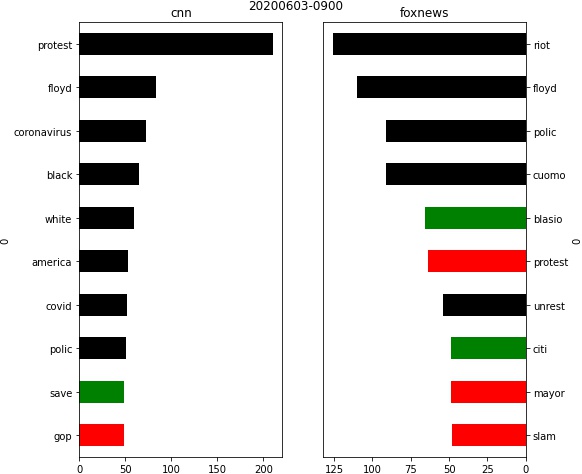 20200603-0900
cnn
foxnews
protest
floyd
coronavirus
black
white
america
covid
polic
save
gop
0
0 50 100 150 200
riot
floyd
polic
cuomo
blasio
protest
unrest
citi
mayor
slam
0
125 100 75 50 25 0